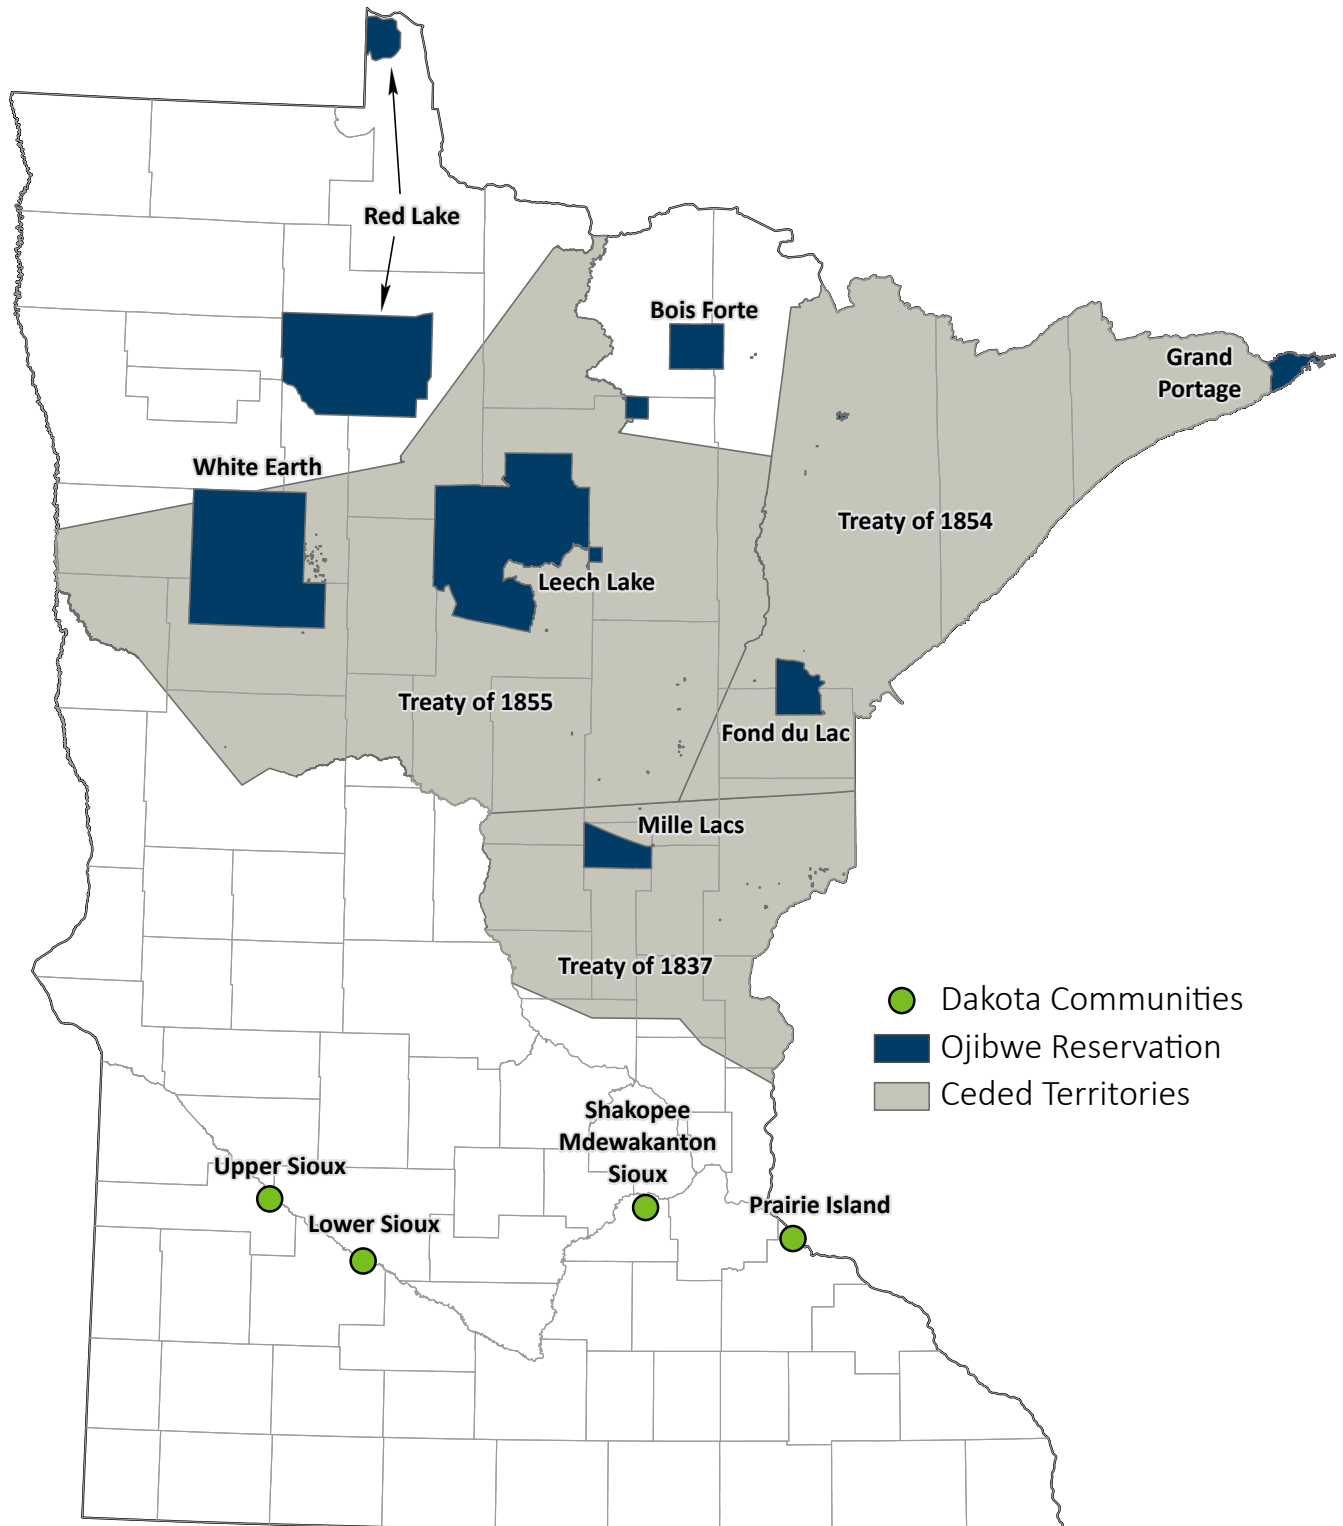 Red Lake
Bois Forte
Grand
Portage
White Earth
Treaty of 1854
Leech Lake
Treaty of 1855
Fond du Lac
Mille Lacs
Treaty of 1837
Dakota Communities
Ojibwe Reservation
Ceded Territories
Shakopee
Mdewakanton
Sioux
Upper Sioux
Prairie Island
Lower Sioux